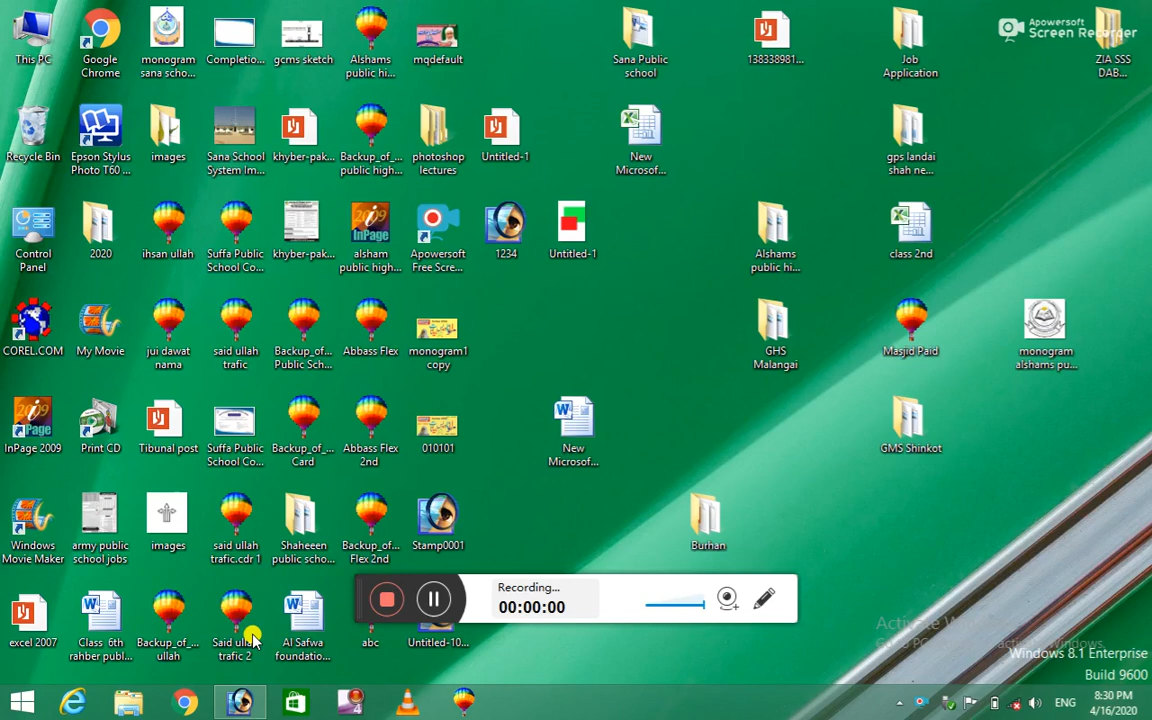 This PC
Google
Chrome
monogram
sana scho...
Completio...
gcms sketch
Alshams
public hi...
mqdefault
Sana Public
school
138338981...
Job
Application
Apowersoft
Screen Recorder
ZIA SSS
DAB...
Recycle Bin
Epson Stylus
Photo T60 ...
images
Sana School
System Im...
khyber-pak...
Backup_of_...
public high...
photoshop
lectures
Untitled-1
New
Microsof...
gps landai
shah ne...
Control
Panel
2020
ihsan ullah
Suffa Public
School Co...
khyber-pak...
2009
InPage
alsham
public high...
Apowersoft
Free Scre...
1234
Untitled-1
Alshams
public hi...
class 2nd
COREL.COM
My Movie
jui dawat
nama
said ullah
trafic
Backup_of_...
Public Sch...
Abbass Flex
monogram1
copy
GHS
Malangai
Masjid Paid
monogram
alshams pu...
2009
InPage
InPage 2009
Print CD
Tibunal post
Suffa Public
School Co...
Backup_of_...
Card
Abbass Flex
2nd
010101
New
Microsof...
GMS Shinkot
Windows
Movie Maker
army public
school jobs
images
said ullah
trafic.cdr 1
Shaheeen
public scho...
Backup_of_...
Flex 2nd
Stamp0001
Burhan
Recording...
00:00:00
excel 2007
Class 6th
rahber publ...
Backup_of_...
ullah
Said ullah
trafic 2
Al Safwa
foundatio...
abc
Untitled-10...
Windows 8.1 Enterprise
Build 9600
ENG
8:30 PM
4/16/2020